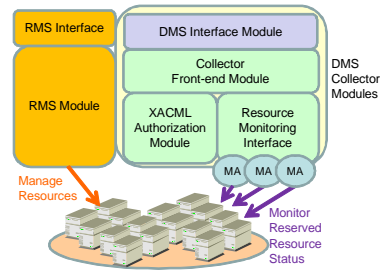 RMS Interface
DMS Interface Module
Collector
Front-end Module
DMS
Collector
Modules
RMS Module
XACML
Authorization
Module
Resource
Monitoring
Interface
MA
MA
MA
Manage
Resources
Monitor
Reserved
Resource
Status